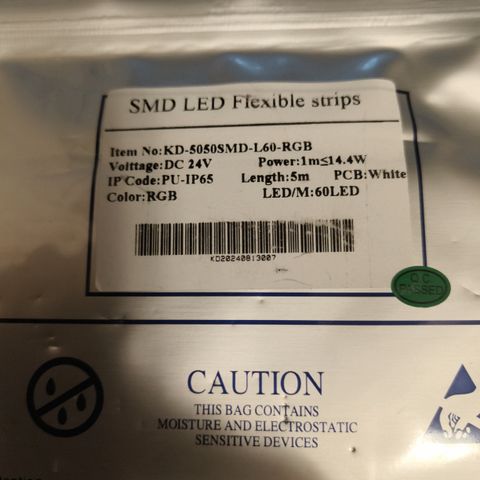 SMD LED Flexible strips
Item No:KD-5050SMD-L60-RGB
Voittage:DC 24V Power:1m≤14.4W
IP Code:PU-IP65 Length:5m PCB:White
Color:RGB LED/M:60LED
KD20240813007
QC
PASSED
CAUTION
THIS BAG CONTAINS
MOISTURE AND ELECTROSTATIC
SENSITIVE DEVICES